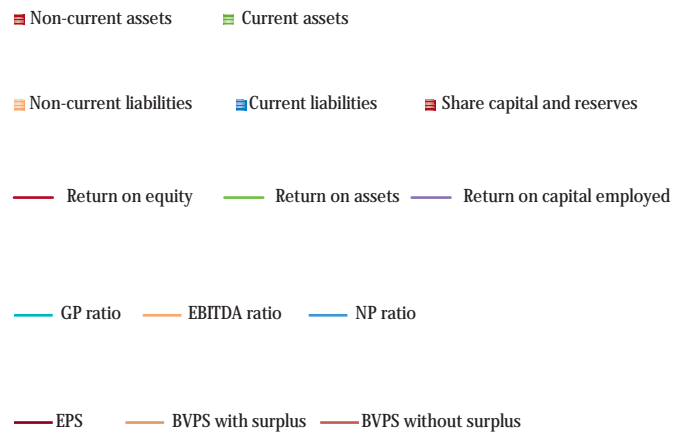 Non-current assets Current assets
Non-current liabilities Current liabilities Share capital and reserves
Return on equity Return on assets Return on capital employed
GP ratio EBITDA ratio NP ratio
EPS BVPS with surplus BVPS without surplus